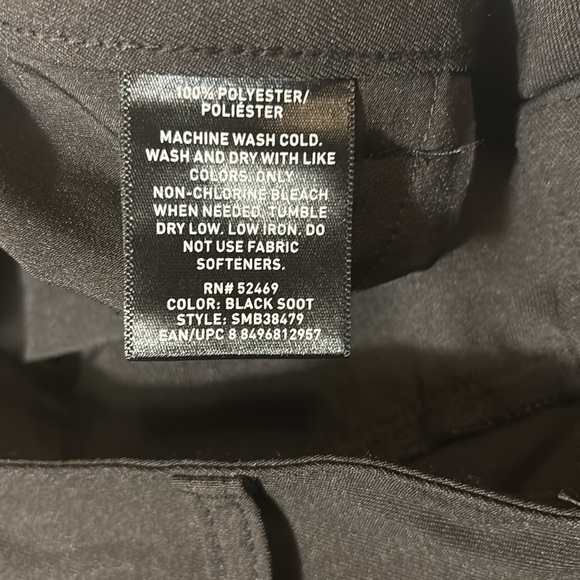 100% POLYESTER/
POLIÉSTER
MACHINE WASH COLD.
WASH AND DRY WITH LIKE
COLORS. ONLY
NON-CHLORINE BLEACH
WHEN NEEDED. TUMBLE
DRY LOW. LOW IRON. DO
NOT USE FABRIC
SOFTENERS.
RN# 52469
COLOR: BLACK SOOT
STYLE: SMB38479
EAN/UPC 8 8496812957